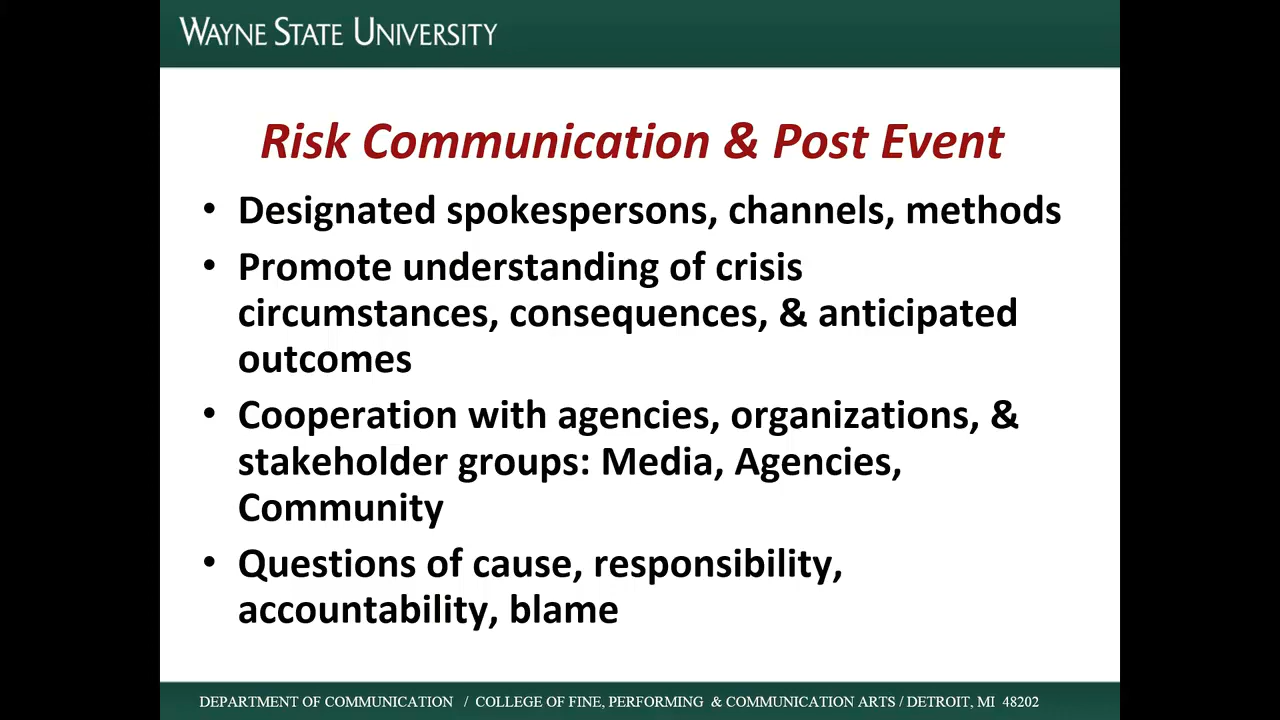 WAYNE STATE UNIVERSITY
Risk Communication & Post Event
• Designated spokespersons, channels, methods
• Promote understanding of crisis
circumstances, consequences, & anticipated
outcomes
• Cooperation with agencies, organizations, &
stakeholder groups: Media, Agencies,
Community
• Questions of cause, responsibility,
accountability, blame
DEPARTMENT OF COMMUNICATION / COLLEGE OF FINE, PERFORMING & COMMUNICATION ARTS / DETROIT, MI 48202